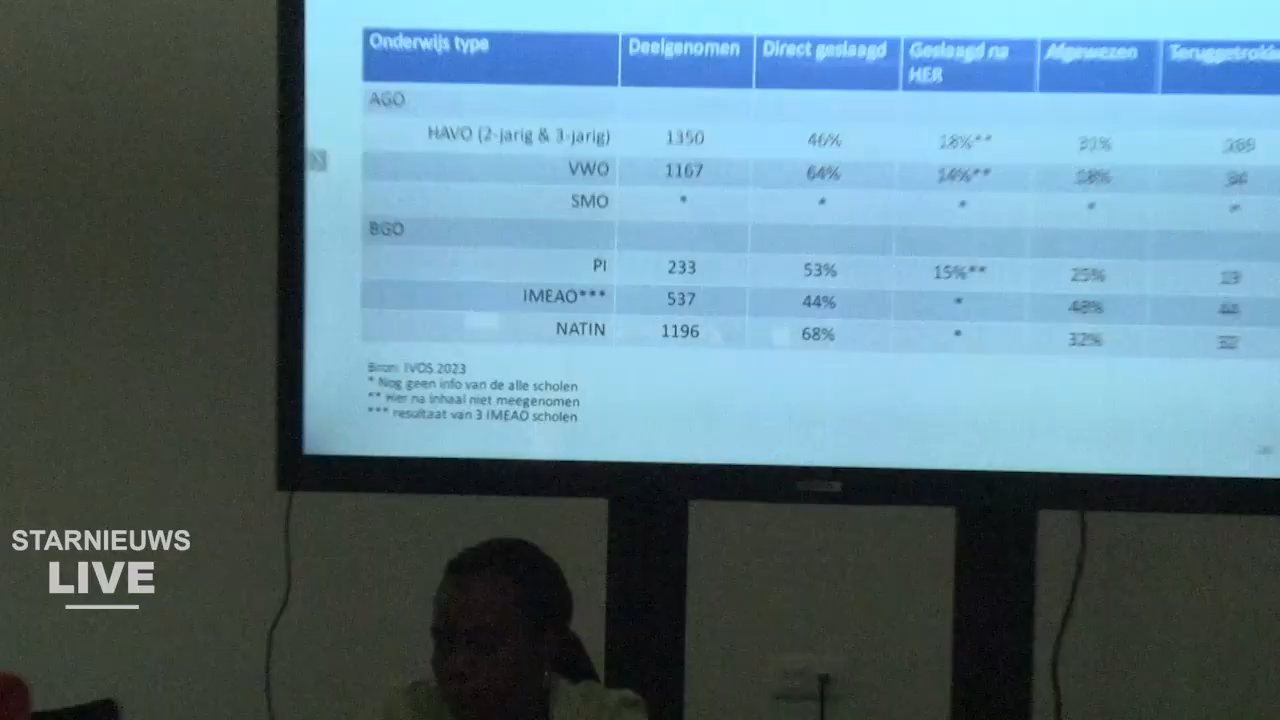 Onderwijs type Deelgenomen Direct geslaagd Geslaagd na HER Afgewezen
AGO
HAVO (2-jarig & 3-jarig) 1350 46% 18%**
VWO 1167 64% 14%** 18%
SMO * * * * *
BGO
PI 233 53% 15%** 25%
IMEAO*** 537 44% * 48%
NATIN 1196 68% * 32%
Bron: IVOS 2023
* Nog geen info van de alle scholen
** Her na inhaal niet meegenomen
*** resultaat van 3 IMEAO scholen
STARNIEUWS
LIVE